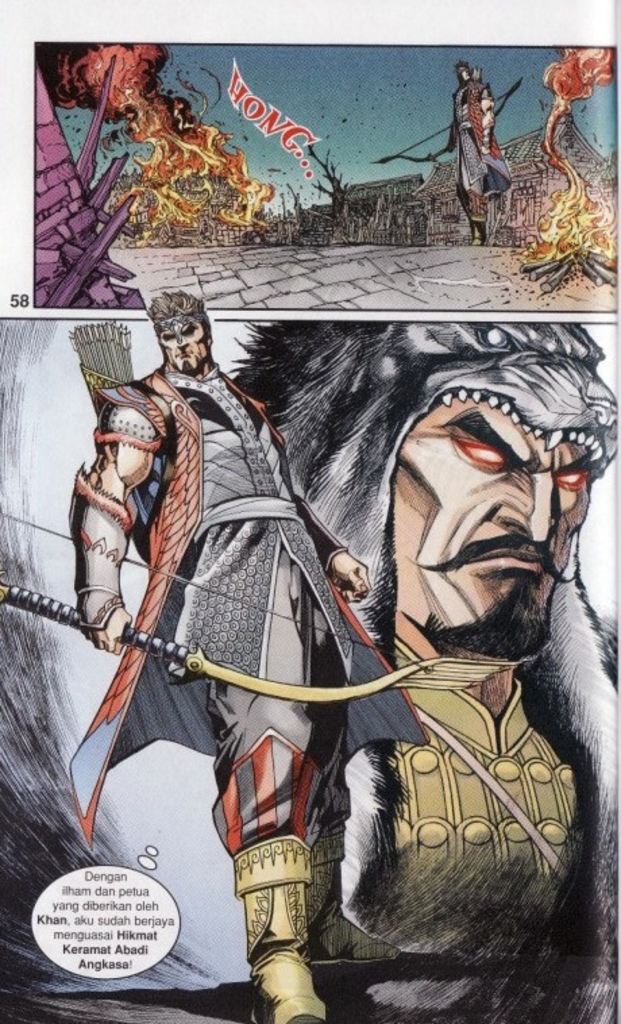 HONG...
58
Dengan
ilham dan petua
yang diberikan oleh
Khan, aku sudah berjaya
menguasai Hikmat
Keramat Abadi
Angkasa!